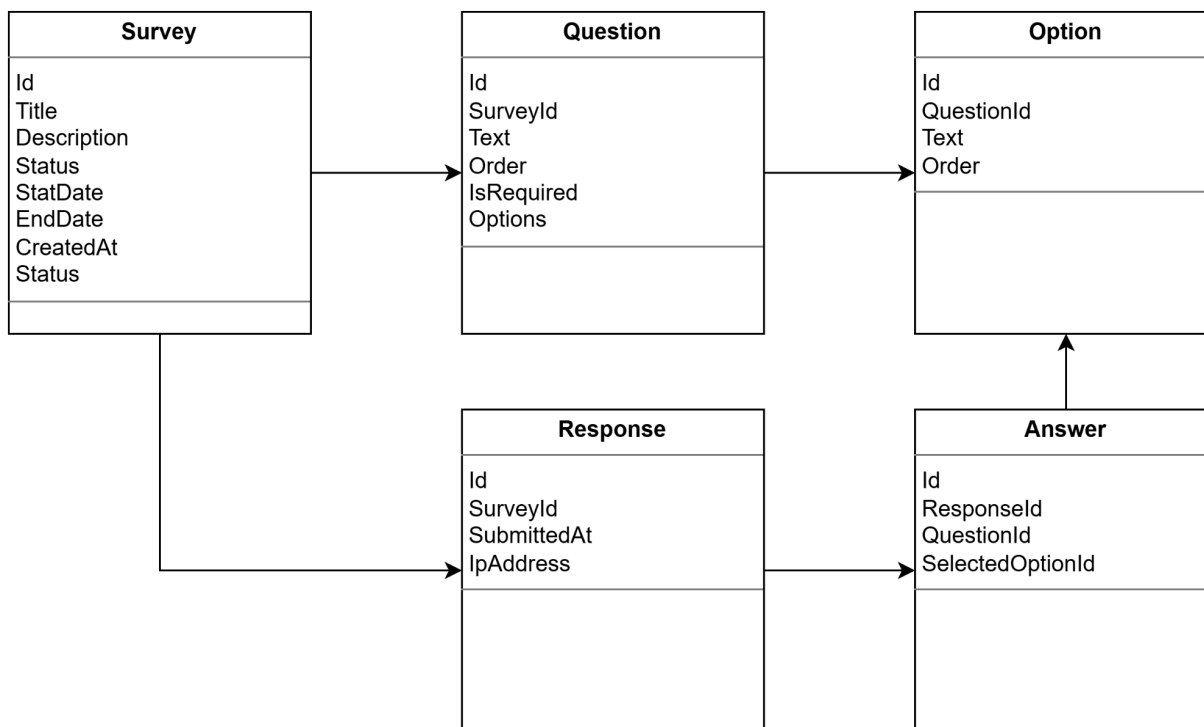 Survey
Id
Title
Description
Status
StatDate
EndDate
CreatedAt
Status
Question
Id
SurveyId
Text
Order
IsRequired
Options
Option
Id
QuestionId
Text
Order
Response
Id
SurveyId
SubmittedAt
IpAddress
Answer
Id
ResponseId
QuestionId
SelectedOptionId